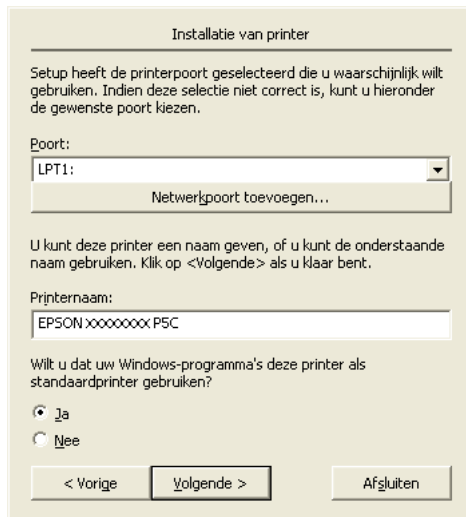 Installatie van printer
Setup heeft de printerpoort geselecteerd die u waarschijnlijk wilt
gebruiken. Indien deze selectie niet correct is, kunt u hieronder
de gewenste poort kiezen.
Poort:
LPT1:
Netwerkpoort toevoegen...
U kunt deze printer een naam geven, of u kunt de onderstaande
naam gebruiken. Klik op <Volgende> als u klaar bent.
Printernaam:
EPSON xxxxxxxx P5C
Wilt u dat uw Windows-programma's deze printer als
standaardprinter gebruiken?
Ja
Nee
< Vorige
Volgende >
Afsluiten